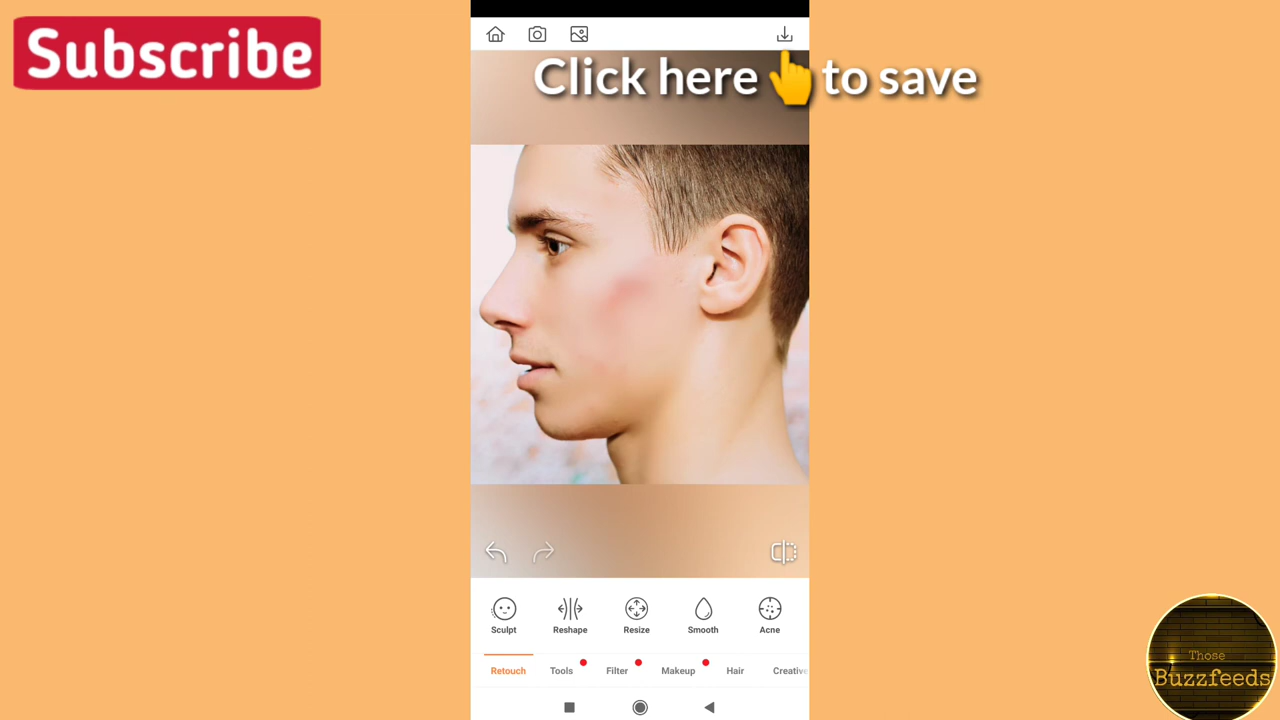 Subscribe
Click here to save
Sculpt
Reshape
Resize
Smooth
Acne
Retouch
Tools
Filter
Makeup
Hair
Creative
Those
Buzzfeeds